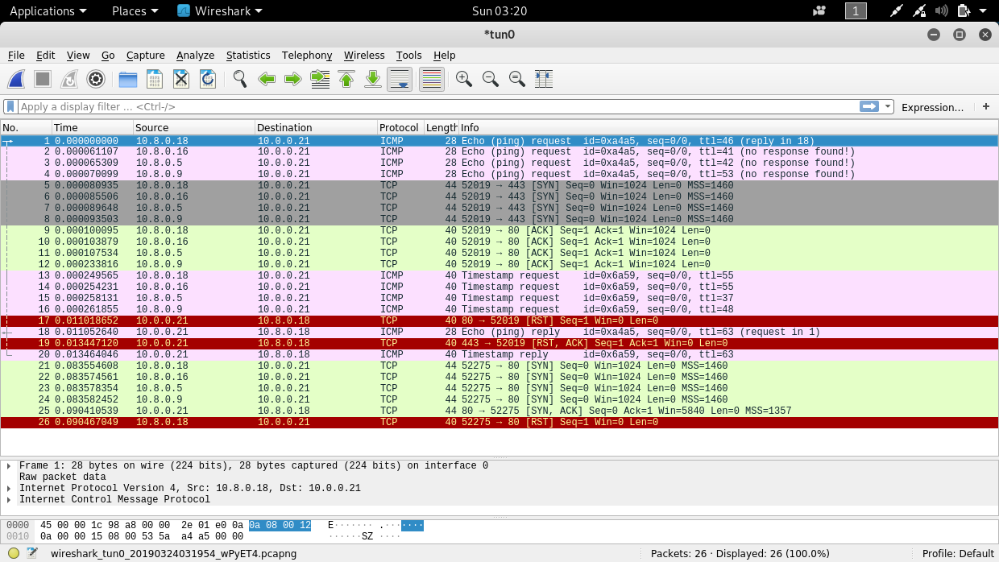 Applications Places Wireshark Sun 03:20 1
*tun0
File Edit View Go Capture Analyze Statistics Telephony Wireless Tools Help
Apply a display filter … <Ctrl-/> Expression… +
No. Time Source Destination Protocol Length Info
1 0.000000000 10.8.0.18 10.0.0.21 ICMP 28 Echo (ping) request id=0xa4a5, seq=0/0, ttl=46 (reply in 18)
2 0.000061107 10.8.0.16 10.0.0.21 ICMP 28 Echo (ping) request id=0xa4a5, seq=0/0, ttl=41 (no response found!)
3 0.000065309 10.8.0.5 10.0.0.21 ICMP 28 Echo (ping) request id=0xa4a5, seq=0/0, ttl=42 (no response found!)
4 0.000070099 10.8.0.9 10.0.0.21 ICMP 28 Echo (ping) request id=0xa4a5, seq=0/0, ttl=53 (no response found!)
5 0.000080935 10.8.0.18 10.0.0.21 TCP 44 52019 → 443 [SYN] Seq=0 Win=1024 Len=0 MSS=1460
6 0.000085506 10.8.0.16 10.0.0.21 TCP 44 52019 → 443 [SYN] Seq=0 Win=1024 Len=0 MSS=1460
7 0.000089648 10.8.0.5 10.0.0.21 TCP 44 52019 → 443 [SYN] Seq=0 Win=1024 Len=0 MSS=1460
8 0.000093503 10.8.0.9 10.0.0.21 TCP 44 52019 → 443 [SYN] Seq=0 Win=1024 Len=0 MSS=1460
9 0.000100095 10.8.0.18 10.0.0.21 TCP 40 52019 → 80 [ACK] Seq=1 Ack=1 Win=1024 Len=0
10 0.000103879 10.8.0.16 10.0.0.21 TCP 40 52019 → 80 [ACK] Seq=1 Ack=1 Win=1024 Len=0
11 0.000107534 10.8.0.5 10.0.0.21 TCP 40 52019 → 80 [ACK] Seq=1 Ack=1 Win=1024 Len=0
12 0.000233816 10.8.0.9 10.0.0.21 TCP 40 52019 → 80 [ACK] Seq=1 Ack=1 Win=1024 Len=0
13 0.000249565 10.8.0.18 10.0.0.21 ICMP 40 Timestamp request id=0x6a59, seq=0/0, ttl=55
14 0.000254231 10.8.0.16 10.0.0.21 ICMP 40 Timestamp request id=0x6a59, seq=0/0, ttl=55
15 0.000258131 10.8.0.5 10.0.0.21 ICMP 40 Timestamp request id=0x6a59, seq=0/0, ttl=37
16 0.000261855 10.8.0.9 10.0.0.21 ICMP 40 Timestamp request id=0x6a59, seq=0/0, ttl=48
17 0.011018652 10.0.0.21 10.8.0.18 TCP 40 80 → 52019 [RST] Seq=1 Win=0 Len=0
18 0.011052640 10.0.0.21 10.8.0.18 ICMP 28 Echo (ping) reply id=0xa4a5, seq=0/0, ttl=63 (request in 1)
19 0.013447120 10.0.0.21 10.8.0.18 TCP 40 443 → 52019 [RST, ACK] Seq=1 Ack=1 Win=0 Len=0
20 0.013464046 10.0.0.21 10.8.0.18 ICMP 40 Timestamp reply id=0x6a59, seq=0/0, ttl=63
21 0.083554608 10.8.0.18 10.0.0.21 TCP 44 52275 → 80 [SYN] Seq=0 Win=1024 Len=0 MSS=1460
22 0.083574561 10.8.0.16 10.0.0.21 TCP 44 52275 → 80 [SYN] Seq=0 Win=1024 Len=0 MSS=1460
23 0.083578354 10.8.0.5 10.0.0.21 TCP 44 52275 → 80 [SYN] Seq=0 Win=1024 Len=0 MSS=1460
24 0.083582452 10.8.0.9 10.0.0.21 TCP 44 52275 → 80 [SYN] Seq=0 Win=1024 Len=0 MSS=1460
25 0.090410539 10.0.0.21 10.8.0.18 TCP 44 80 → 52275 [SYN, ACK] Seq=0 Ack=1 Win=5840 Len=0 MSS=1357
26 0.090467049 10.8.0.18 10.0.0.21 TCP 40 52275 → 80 [RST] Seq=1 Win=0 Len=0
Frame 1: 28 bytes on wire (224 bits), 28 bytes captured (224 bits) on interface 0
Raw packet data
Internet Protocol Version 4, Src: 10.8.0.18, Dst: 10.0.0.21
Internet Control Message Protocol
0000 45 00 00 1c 98 a8 00 00 2e 01 e0 0a 0a 08 00 12 E······· .·······
0010 0a 00 00 15 08 00 53 5a a4 a5 00 00 ······SZ ····
wireshark_tun0_20190324031954_wPyET4.pcapng Packets: 26 · Displayed: 26 (100.0%) Profile: Default